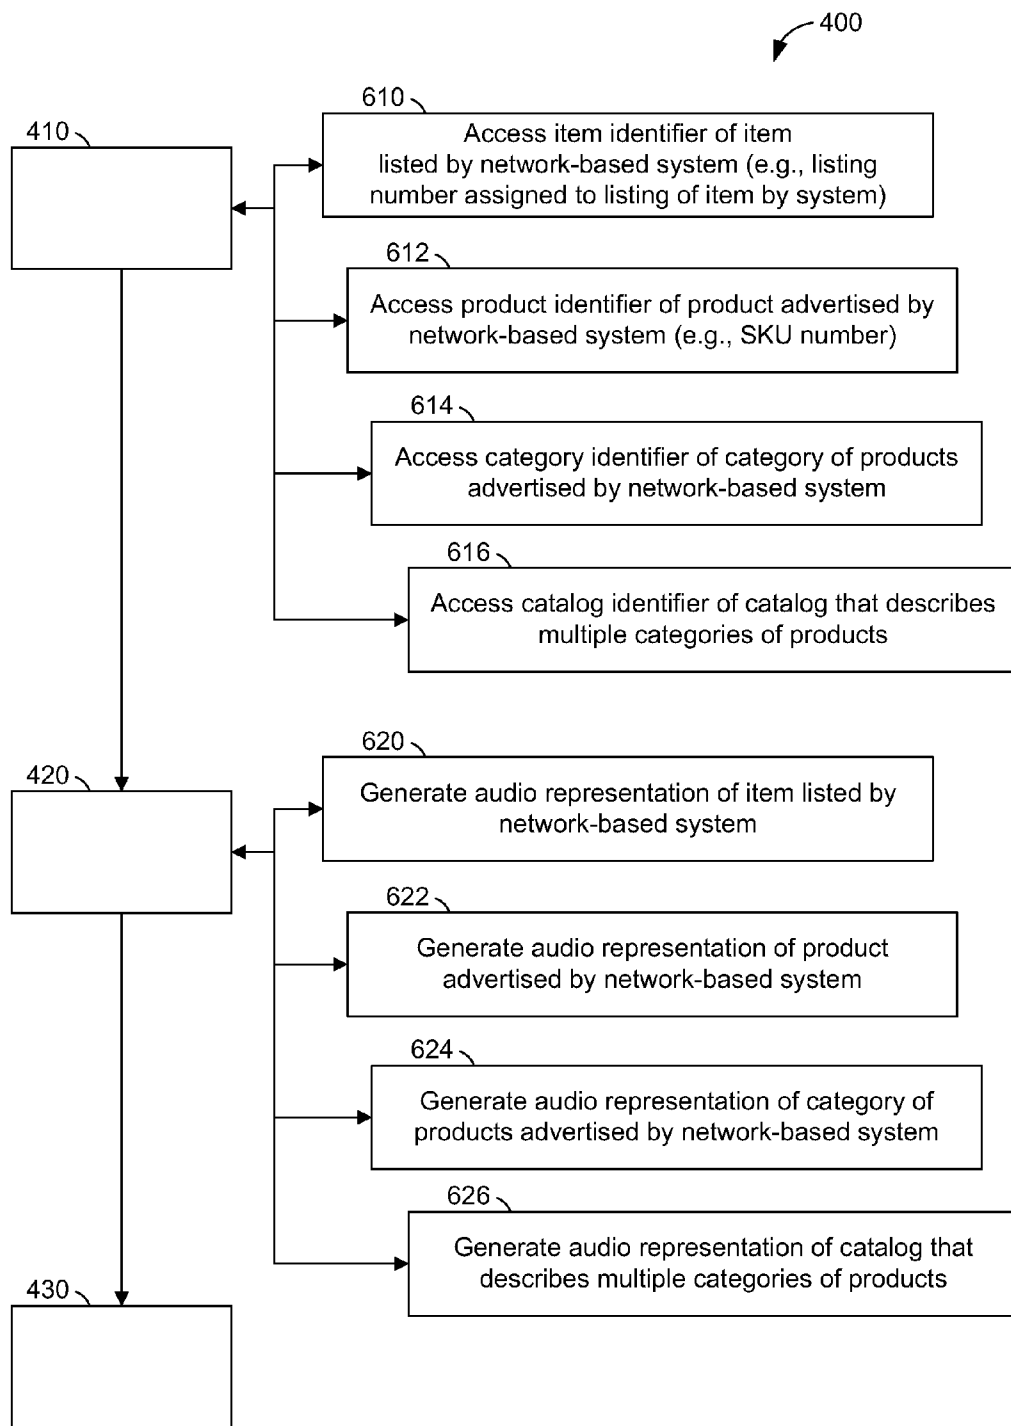 400
610
Access item identifier of item
listed by network-based system (e.g., listing
number assigned to listing of item by system)
410
612
Access product identifier of product advertised by
network-based system (e.g., SKU number)
614
Access category identifier of category of products
advertised by network-based system
616
Access catalog identifier of catalog that describes
multiple categories of products
620
Generate audio representation of item listed by
network-based system
420
622
Generate audio representation of product
advertised by network-based system
624
Generate audio representation of category of
products advertised by network-based system
626
Generate audio representation of catalog that
describes multiple categories of products
430